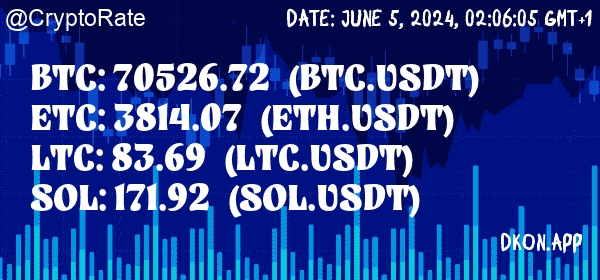 @CryptoRate
DATE: JUNE 5, 2024, 02:06:05 GMT+1
BTC: 70526.72 (BTC.USDT)
ETC: 3814.07 (ETH.USDT)
LTC: 83.69 (LTC.USDT)
SOL: 171.92 (SOL.USDT)
DKON.APP